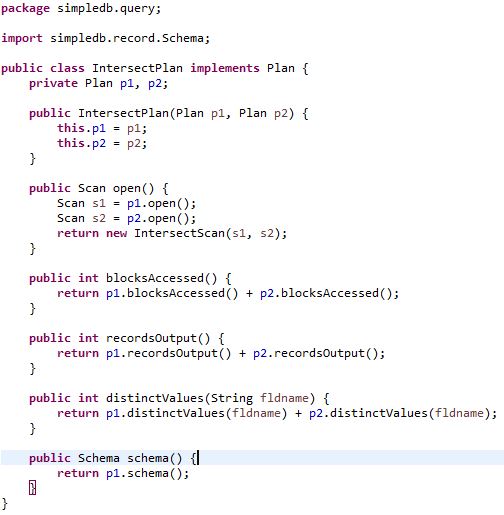 package simpledb.query;
import simpledb.record.Schema;
public class IntersectPlan implements Plan {
    private Plan p1, p2;
    public IntersectPlan(Plan p1, Plan p2) {
        this.p1 = p1;
        this.p2 = p2;
    }
    public Scan open() {
        Scan s1 = p1.open();
        Scan s2 = p2.open();
        return new IntersectScan(s1, s2);
    }
    public int blocksAccessed() {
        return p1.blocksAccessed() + p2.blocksAccessed();
    }
    public int recordsOutput() {
        return p1.recordsOutput() + p2.recordsOutput();
    }
    public int distinctValues(String fldname) {
        return p1.distinctValues(fldname) + p2.distinctValues(fldname);
    }
    public Schema schema() {
        return p1.schema();
    }
}